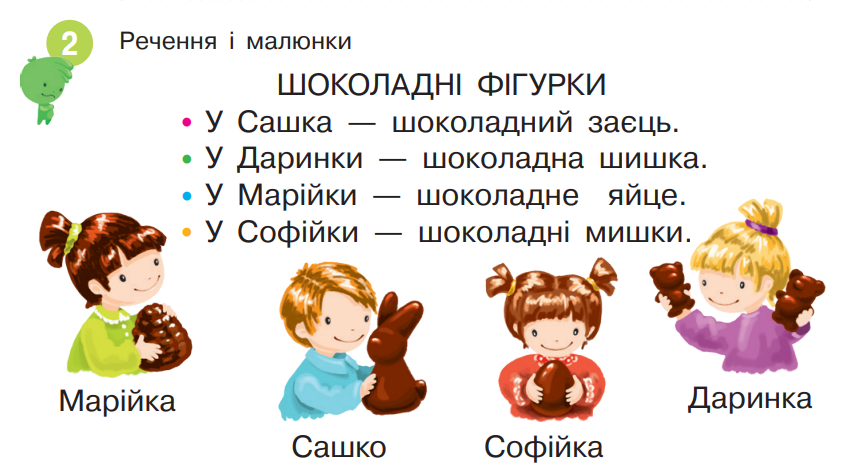 2 Речення і малюнки
ШОКОЛАДНІ ФІГУРКИ
• У Сашка — шоколадний заєць.
• У Даринки — шоколадна шишка.
• У Марійки — шоколадне яйце.
• У Софійки — шоколадні мишки.
Марійка
Сашко
Софійка
Даринка